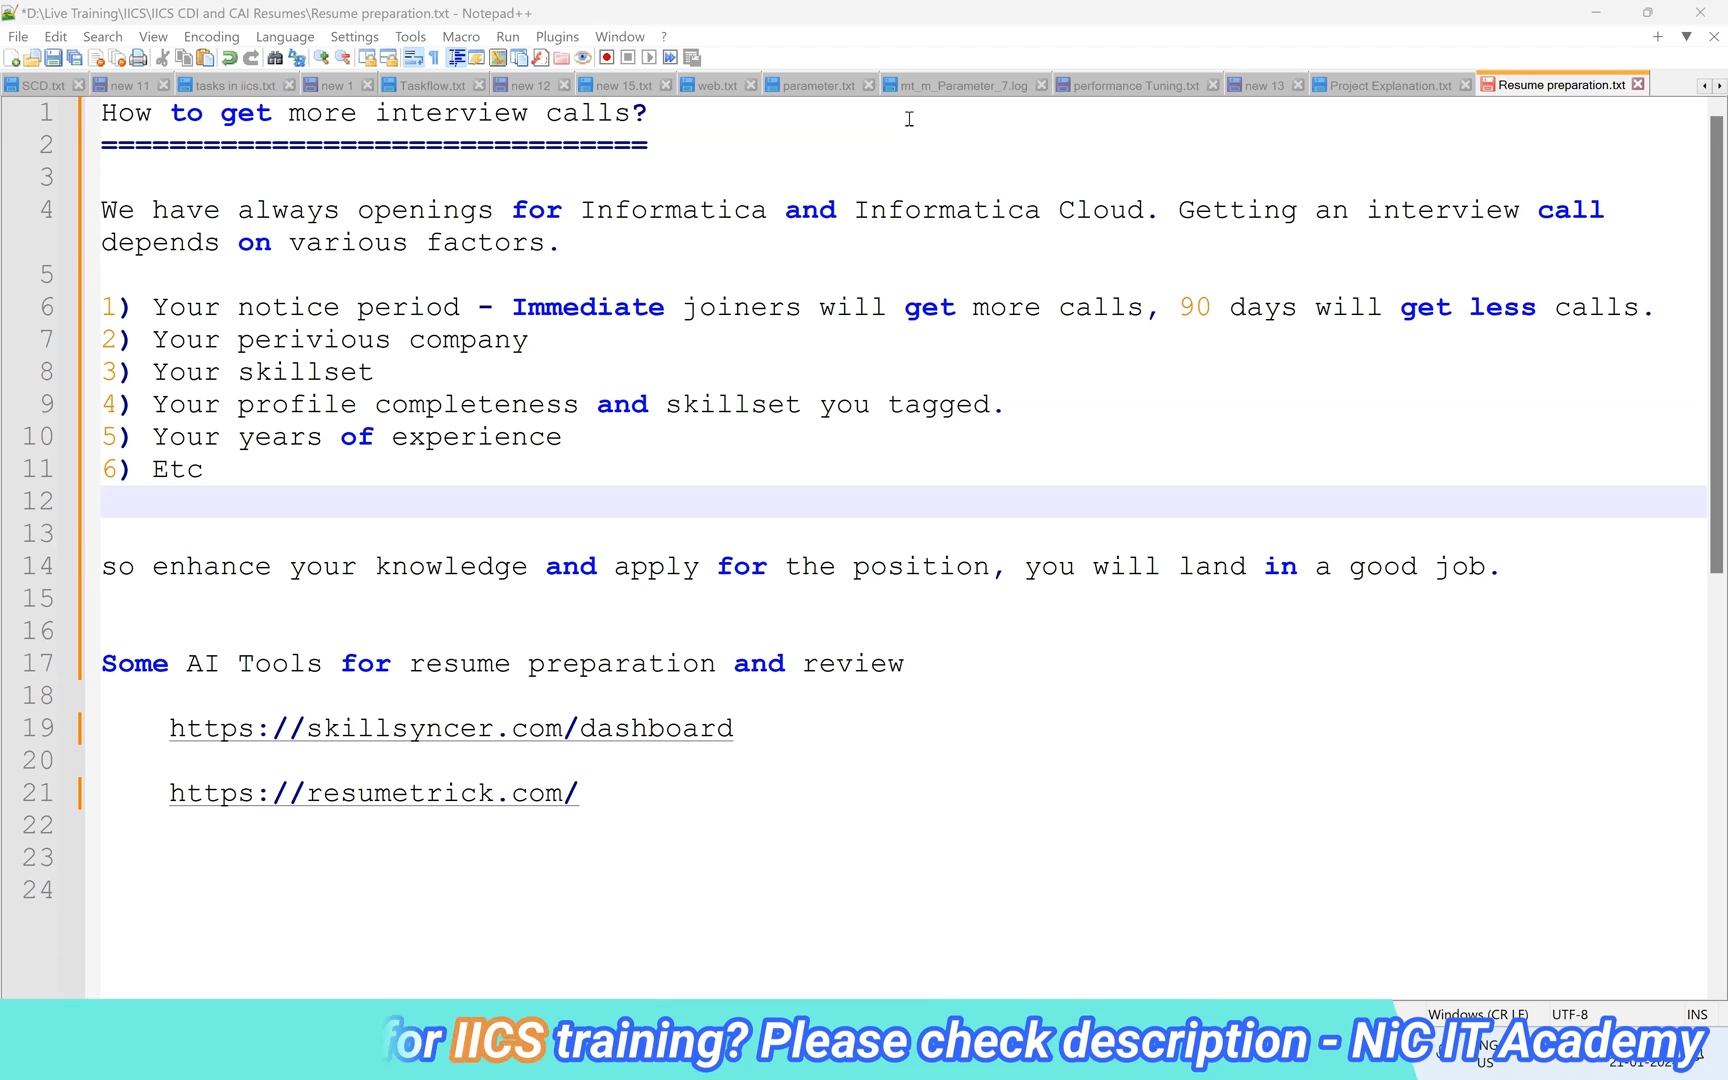 *D:\Live Training\IICS\IICS CDI and CAI Resumes\Resume preparation.txt - Notepad++
File Edit Search View Encoding Language Settings Tools Macro Run Plugins Window ?
SCD.txt new 11 tasks in iics.txt new 1 Taskflow.txt new 12 new 15.txt web.txt parameter.txt mt_m_Parameter_7.log performance Tuning.txt new 13 Project Explanation.txt Resume preparation.txt
1 How to get more interview calls?
2 ================================
3
4 We have always openings for Informatica and Informatica Cloud. Getting an interview call
depends on various factors.
5
6 1) Your notice period - Immediate joiners will get more calls, 90 days will get less calls.
7 2) Your perivious company
8 3) Your skillset
9 4) Your profile completeness and skillset you tagged.
10 5) Your years of experience
11 6) Etc
12
13
14 so enhance your knowledge and apply for the position, you will land in a good job.
15
16
17 Some AI Tools for resume preparation and review
18
19 https://skillsyncer.com/dashboard
20
21 https://resumetrick.com/
22
23
24
Windows (CR LF) UTF-8 INS
for IICS training? Please check description - NiC IT Academy
US